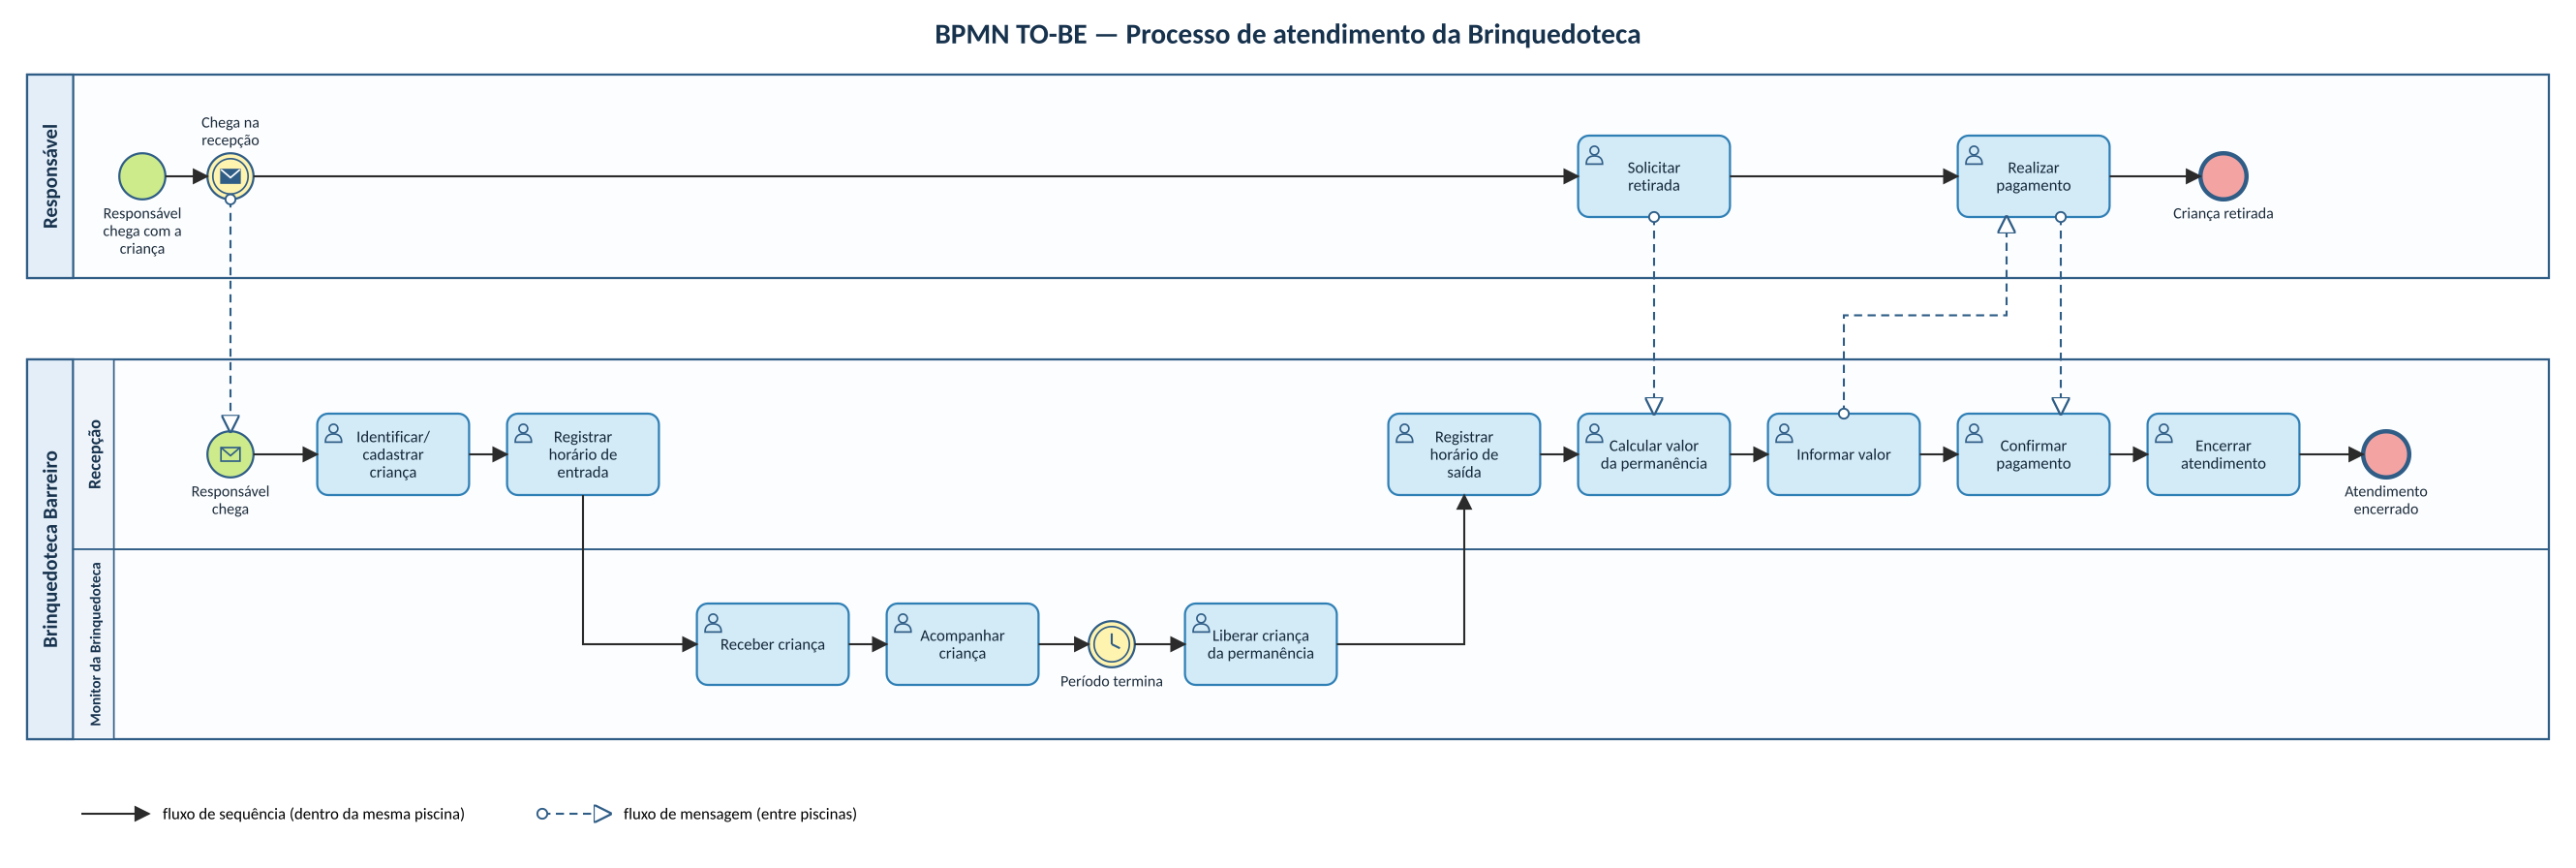 BPMN TO-BE — Processo de atendimento da Brinquedoteca
Responsável
Chega na
recepção
Responsável
chega com a
criança
Solicitar
retirada
Realizar
pagamento
Criança retirada
Brinquedoteca Barreiro
Recepção
Responsável
chega
Identificar/
cadastrar
criança
Registrar
horário de
entrada
Registrar
horário de
saída
Calcular valor
da permanência
Informar valor
Confirmar
pagamento
Encerrar
atendimento
Atendimento
encerrado
Monitor da Brinquedoteca
Receber criança
Acompanhar
criança
Período termina
Liberar criança
da permanência
fluxo de sequência (dentro da mesma piscina)
fluxo de mensagem (entre piscinas)